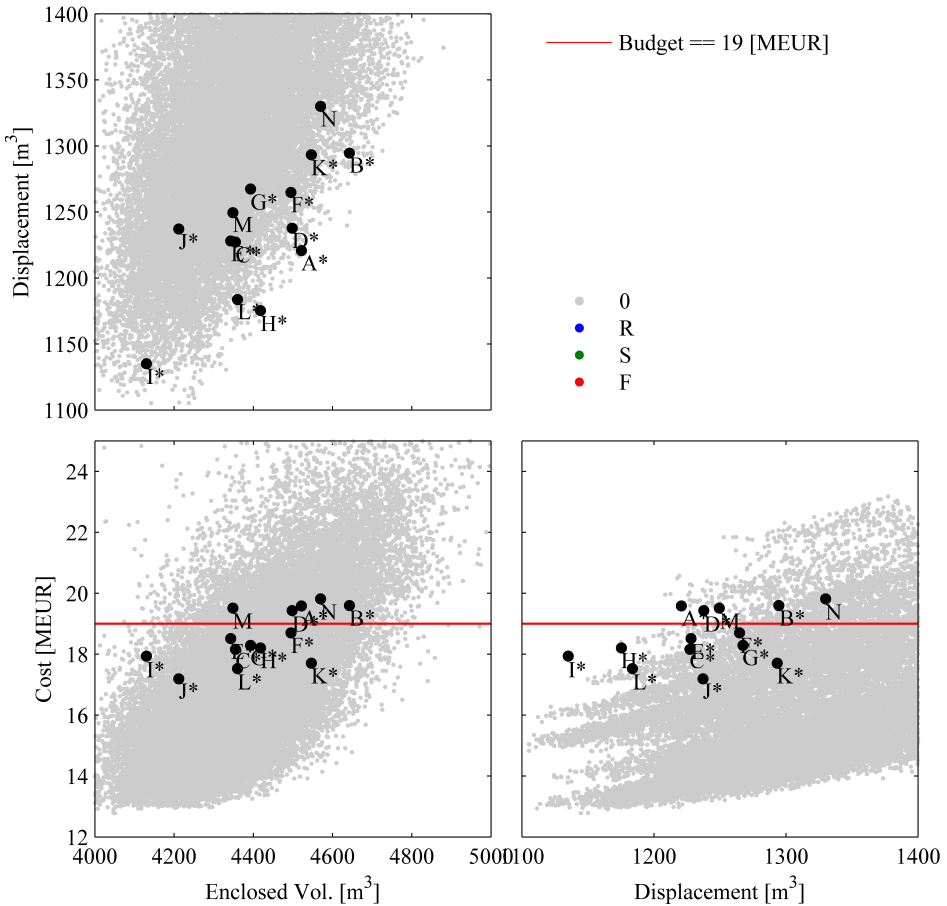 1400
1350
1300
1250
1200
1150
1100
Displacement [m³]
N
K*
B*
G*
F*
M
J*
D*
E*
C*
A*
L*
H*
I*
Budget == 19 [MEUR]
0
R
S
F
24
22
20
18
16
14
12
Cost [MEUR]
M
A*
N
B*
D*
F*
E*
C*
G*
H*
I*
L*
K*
J*
4000
4200
4400
4600
4800
5000
Enclosed Vol. [m³]
A*
D*
M
B*
N
E*
F*
C*
G*
I*
H*
L*
K*
J*
1100
1200
1300
1400
Displacement [m³]